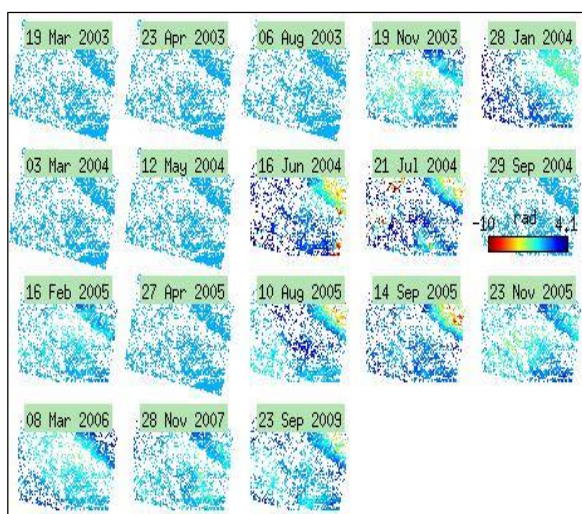 19 Mar 2003
23 Apr 2003
06 Aug 2003
19 Nov 2003
28 Jan 2004
03 Mar 2004
12 May 2004
16 Jun 2004
21 Jul 2004
29 Sep 2004
rad
-10
4.1
16 Feb 2005
27 Apr 2005
10 Aug 2005
14 Sep 2005
23 Nov 2005
08 Mar 2006
28 Nov 2007
23 Sep 2009